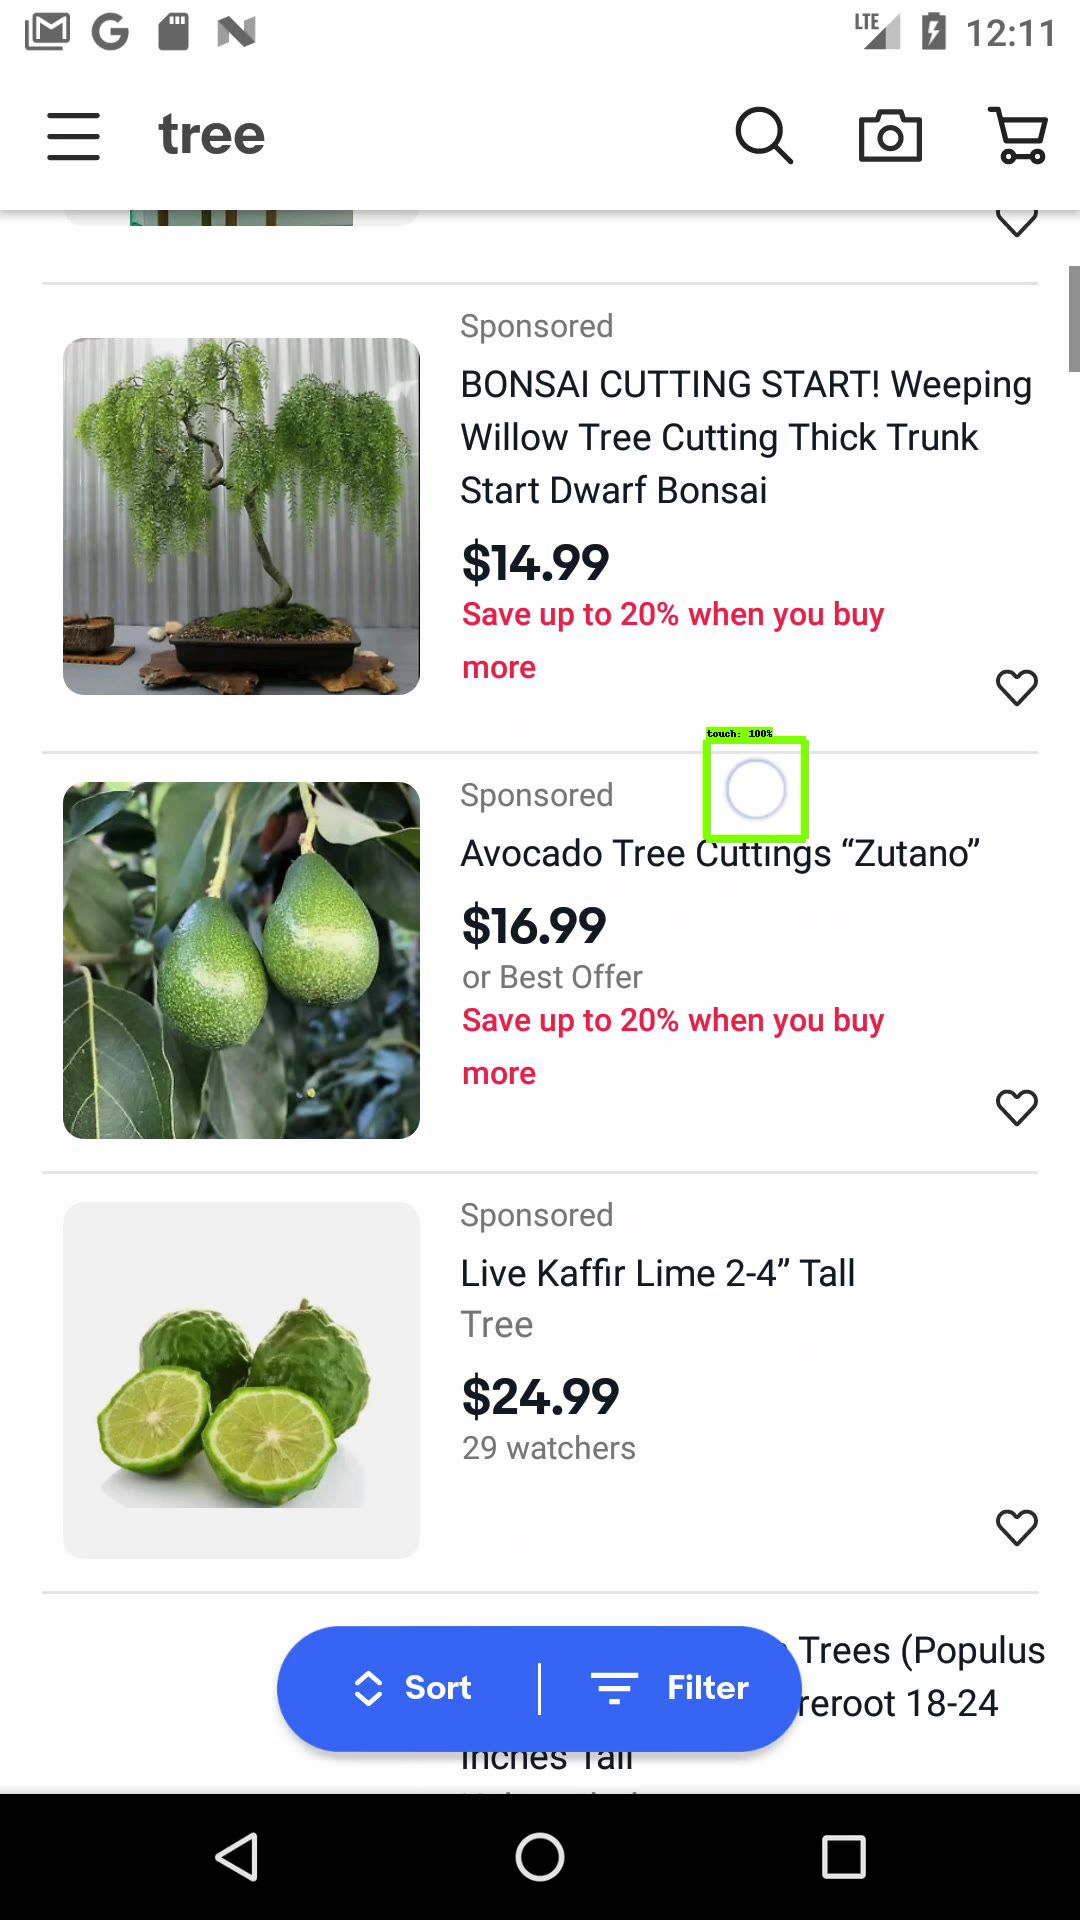 LTE 12:11
tree
Sponsored
BONSAI CUTTING START! Weeping
Willow Tree Cutting Thick Trunk
Start Dwarf Bonsai
$14.99
Save up to 20% when you buy
more
touch: 100%
Sponsored
Avocado Tree Cuttings “Zutano”
$16.99
or Best Offer
Save up to 20% when you buy
more
Sponsored
Live Kaffir Lime 2-4” Tall
Tree
$24.99
29 watchers
Trees (Populus
Sort Filter
18-24
Inches Tall